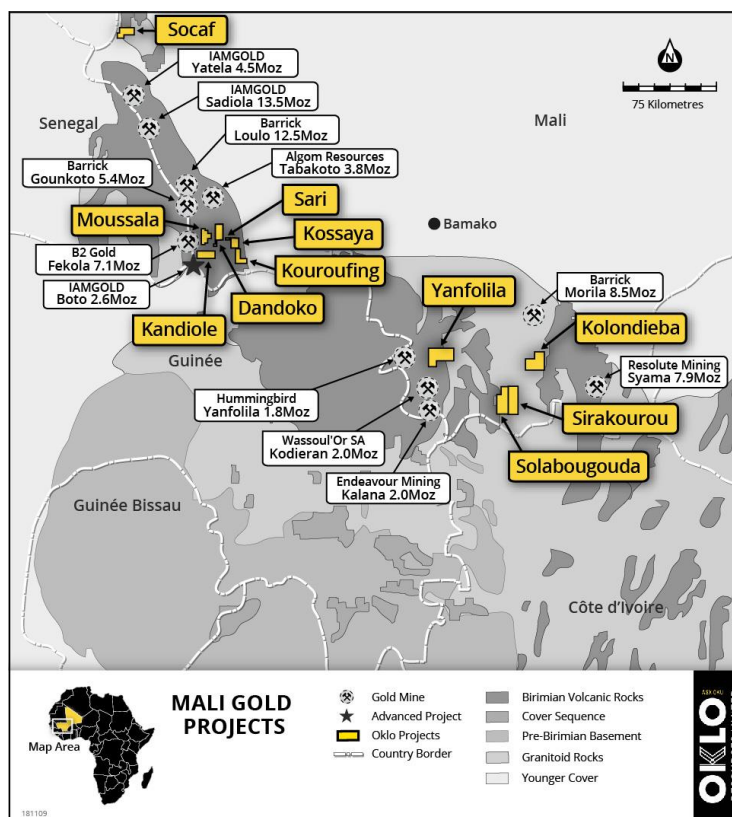 Socaf
IAMGOLD
Yatela 4.5Moz
N
75 Kilometres
IAMGOLD
Sadiola 13.5Moz
Senegal
Mali
Barrick
Loulo 12.5Moz
Algom Resources
Tabakoto 3.8Moz
Barrick
Gounkoto 5.4Moz
Sari
Moussala
Bamako
Kossaya
B2 Gold
Fekola 7.1Moz
Kouroufing
IAMGOLD
Boto 2.6Moz
Yanfolila
Barrick
Morila 8.5Moz
Dandoko
Kandiole
Kolondieba
Guinée
Resolute Mining
Syama 7.9Moz
Hummingbird
Yanfolila 1.8Moz
Sirakourou
Wassoul'Or SA
Kodieran 2.0Moz
Solabougouda
Endeavour Mining
Kalana 2.0Moz
Guinée Bissau
Côte d'Ivoire
Map Area
MALI GOLD
PROJECTS
Gold Mine
Advanced Project
Oklo Projects
Country Border
Birimian Volcanic Rocks
Cover Sequence
Pre-Birimian Basement
Granitoid Rocks
Younger Cover
OKLO
181109